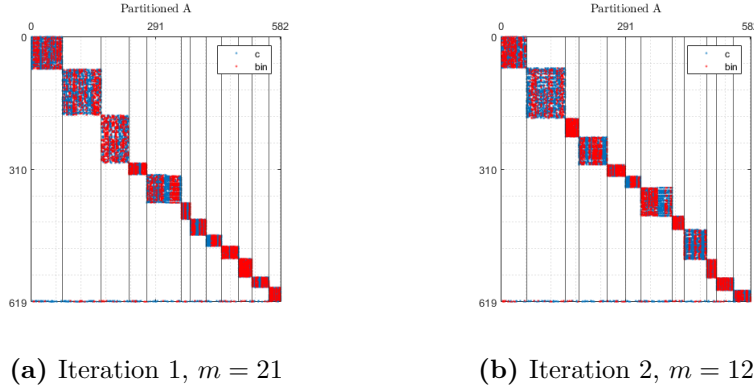 Partitioned A
0 291 582
0
310
619
c
bin
(a) Iteration 1, m = 21
Partitioned A
0 291 58
0
310
619
c
bin
(b) Iteration 2, m = 12